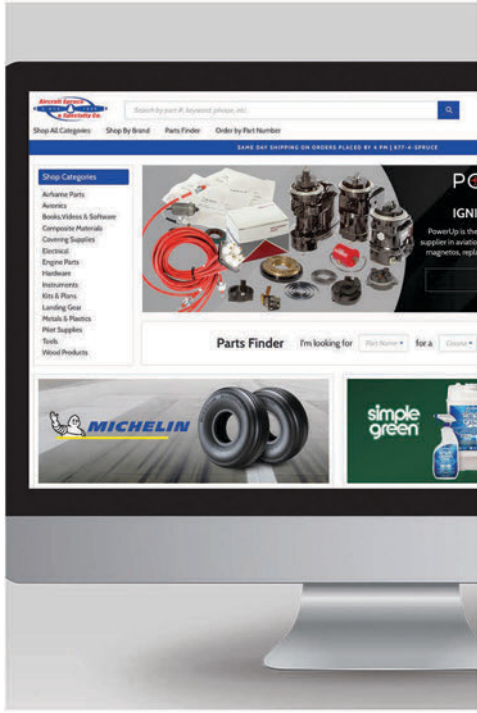 Aircraft Spruce
& Specialty Co.
Search by part #, keyword, phrase, etc.
Shop All Categories Shop By Brand Parts Finder Order by Part Number
SAME DAY SHIPPING ON ORDERS PLACED BY 4 PM | 877-4-SPRUCE
Shop Categories
Airframe Parts
Avionics
Books, Videos & Software
Composite Materials
Covering Supplies
Electrical
Engine Parts
Hardware
Instruments
Kits & Plans
Landing Gear
Metals & Plastics
Pilot Supplies
Tools
Wood Products
PO
IGNI
PowerUp is the
supplier in aviatio
magnetos, repla
Parts Finder I'm looking for Part Name for a
MICHELIN
simple
green